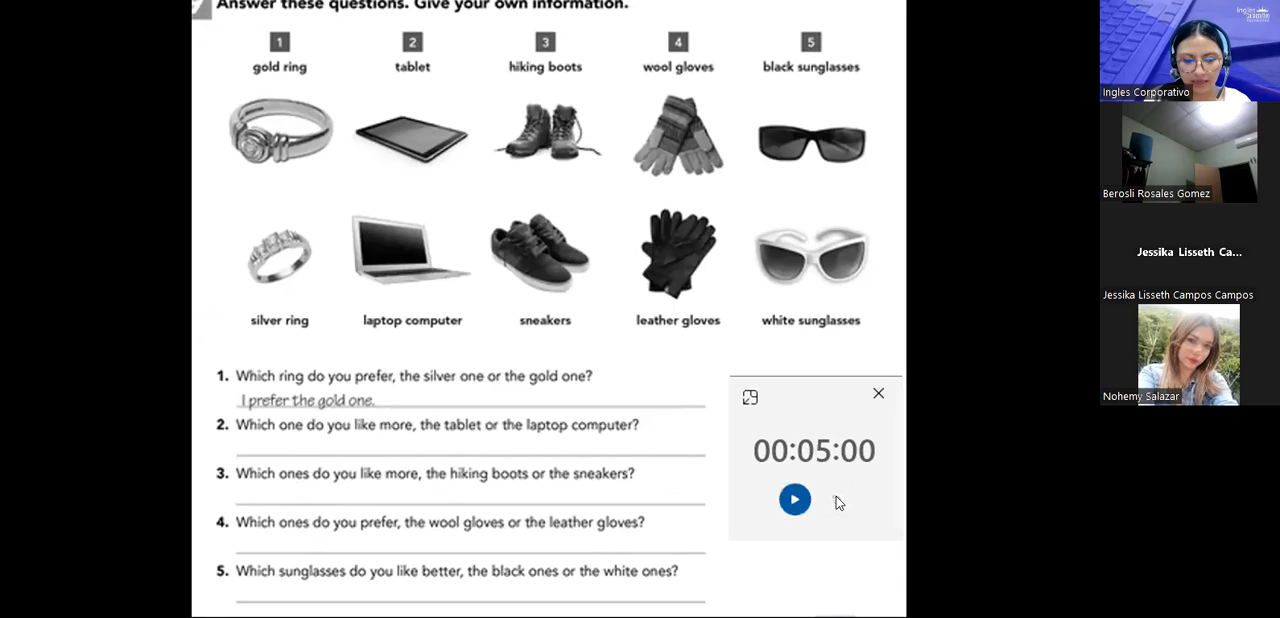 Answer these questions. Give your own information.
1 2 3 4 5
gold ring tablet hiking boots wool gloves black sunglasses
silver ring laptop computer sneakers leather gloves white sunglasses
1. Which ring do you prefer, the silver one or the gold one?
I prefer the gold one.
2. Which one do you like more, the tablet or the laptop computer?
3. Which ones do you like more, the hiking boots or the sneakers?
4. Which ones do you prefer, the wool gloves or the leather gloves?
5. Which sunglasses do you like better, the black ones or the white ones?
00:05:00
Ingles Corporativo
Berosli Rosales Gomez
Jessika Lisseth Ca...
Jessika Lisseth Campos Campos
Nohemy Salazar